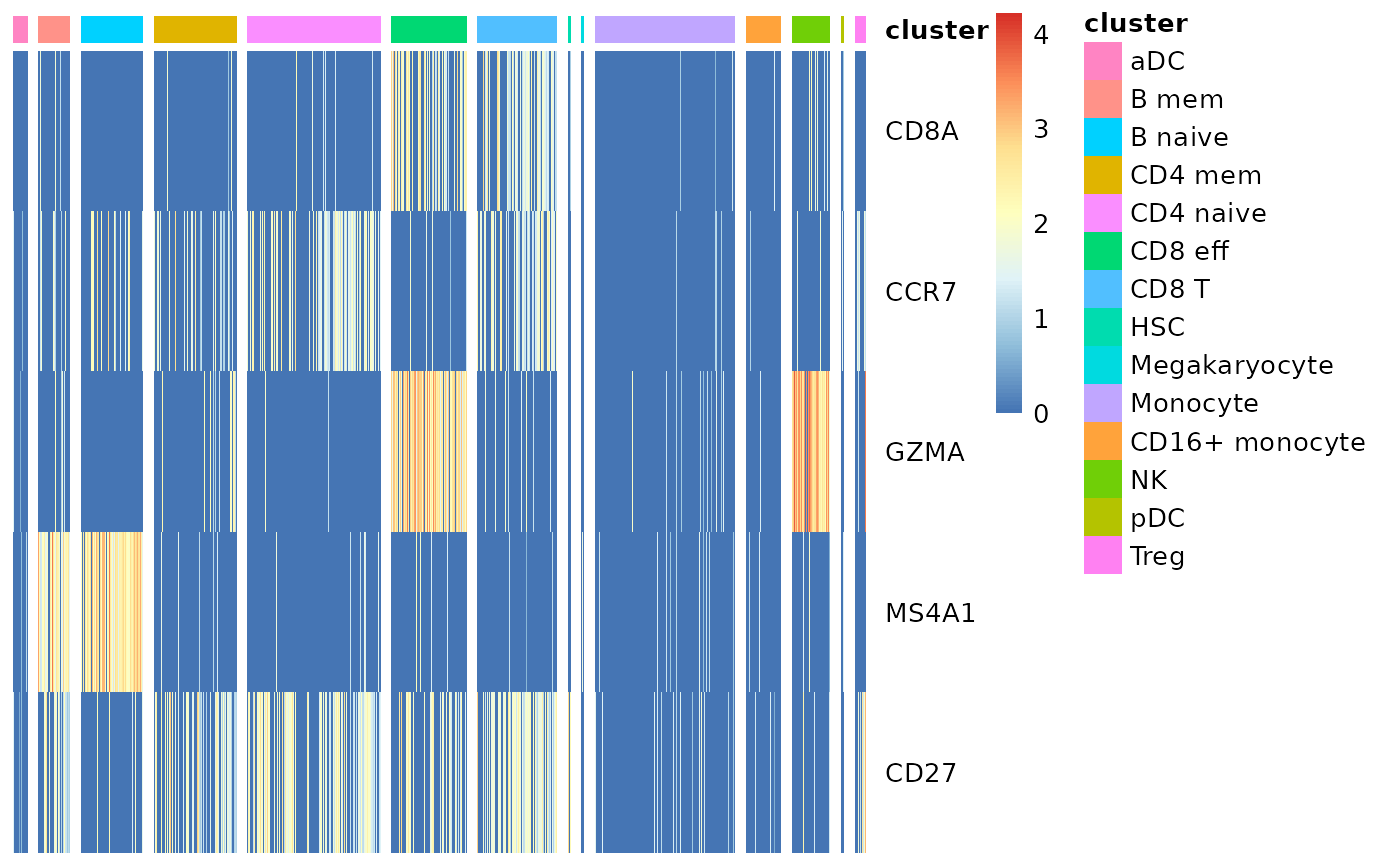 cluster
CD8A
CCR7
GZMA
MS4A1
CD27
4
3
2
1
0
cluster
aDC
B mem
B naive
CD4 mem
CD4 naive
CD8 eff
CD8 T
HSC
Megakaryocyte
Monocyte
CD16+ monocyte
NK
pDC
Treg